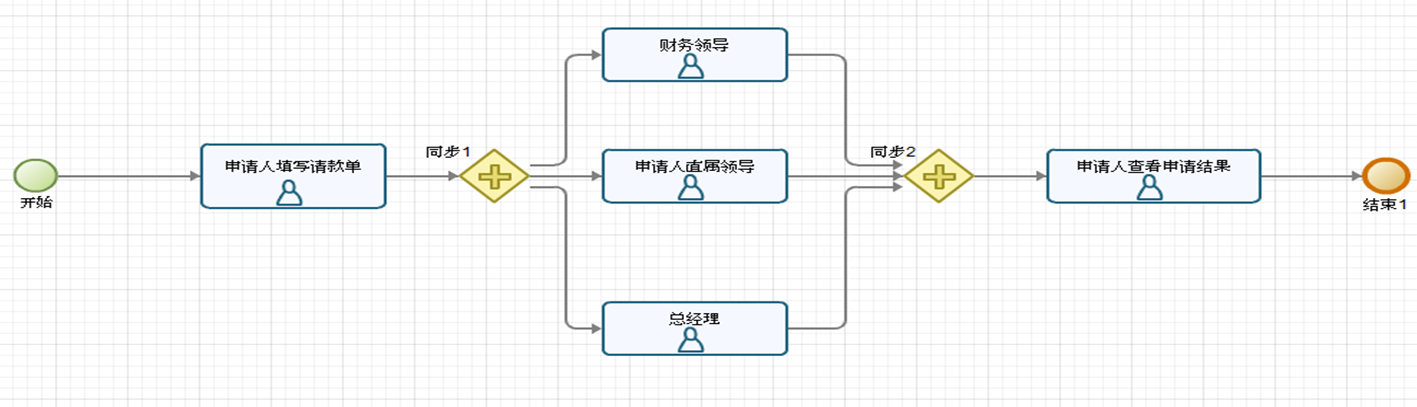 开始
申请人填写请款单
同步1
财务领导
申请人直属领导
总经理
同步2
申请人查看申请结果
结束1